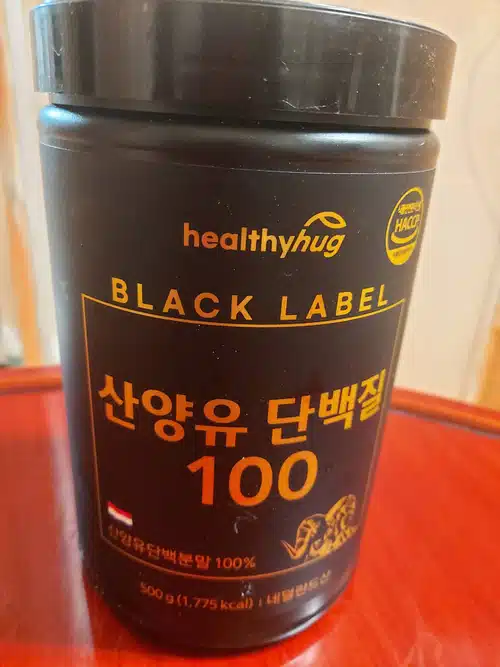 healthyhug
HACCP
BLACK LABEL
산양유 단백질
100
산양유단백분말 100%
500 g (1,775 kcal) | 네덜란드산